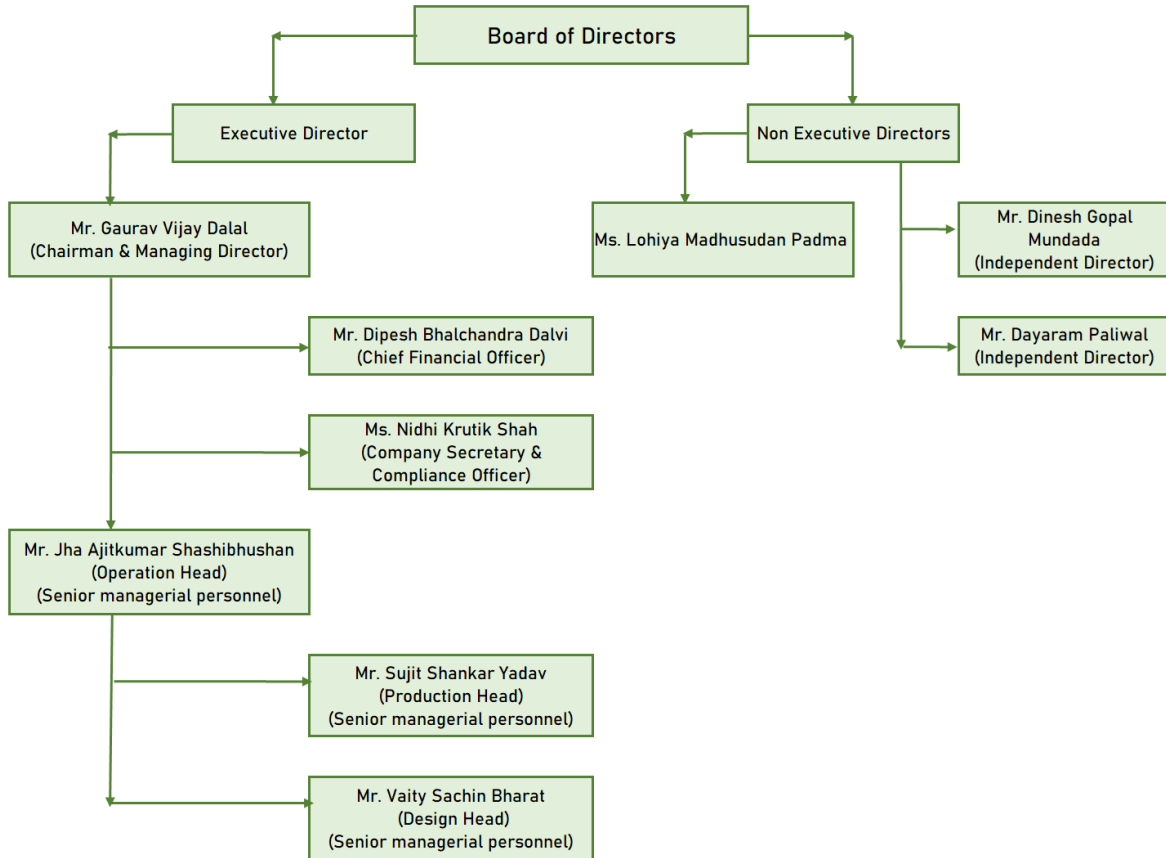 Board of Directors
Executive Director
Non Executive Directors
Mr. Gaurav Vijay Dalal
(Chairman & Managing Director)
Ms. Lohiya Madhusudan Padma
Mr. Dinesh Gopal
Mundada
(Independent Director)
Mr. Dipesh Bhalchandra Dalvi
(Chief Financial Officer)
Mr. Dayaram Paliwal
(Independent Director)
Ms. Nidhi Krutik Shah
(Company Secretary &
Compliance Officer)
Mr. Jha Ajitkumar Shashibhushan
(Operation Head)
(Senior managerial personnel)
Mr. Sujit Shankar Yadav
(Production Head)
(Senior managerial personnel)
Mr. Vaity Sachin Bharat
(Design Head)
(Senior managerial personnel)